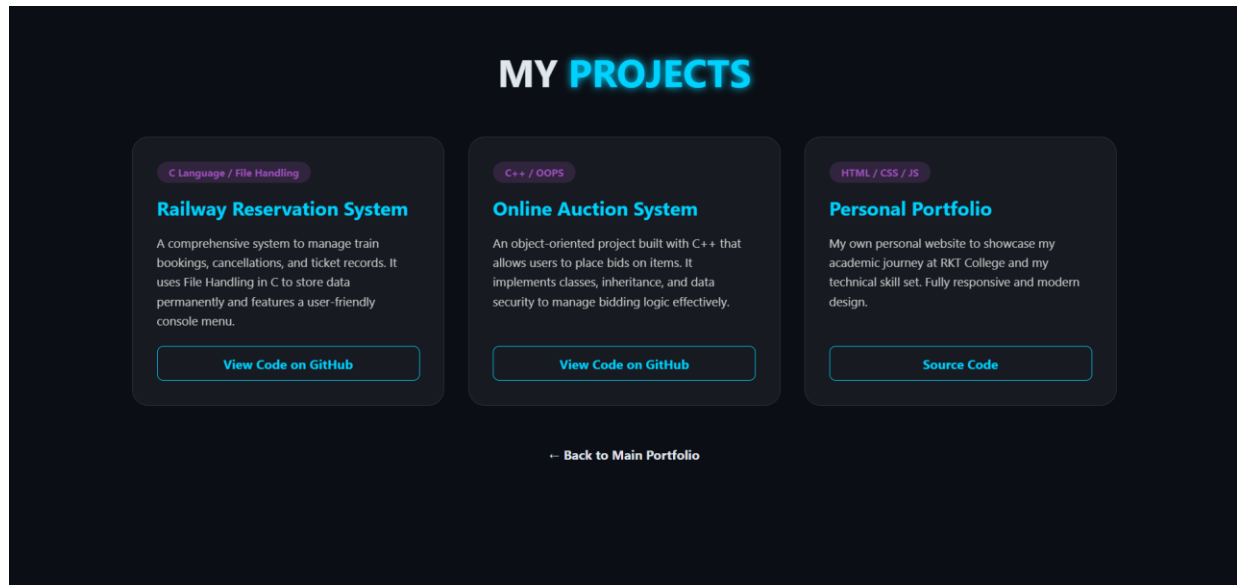 MY PROJECTS
C Language / File Handling
Railway Reservation System
A comprehensive system to manage train
bookings, cancellations, and ticket records. It
uses File Handling in C to store data
permanently and features a user-friendly
console menu.
View Code on GitHub
C++ / OOPS
Online Auction System
An object-oriented project built with C++ that
allows users to place bids on items. It
implements classes, inheritance, and data
security to manage bidding logic effectively.
View Code on GitHub
HTML / CSS / JS
Personal Portfolio
My own personal website to showcase my
academic journey at RKT College and my
technical skill set. Fully responsive and modern
design.
Source Code
← Back to Main Portfolio